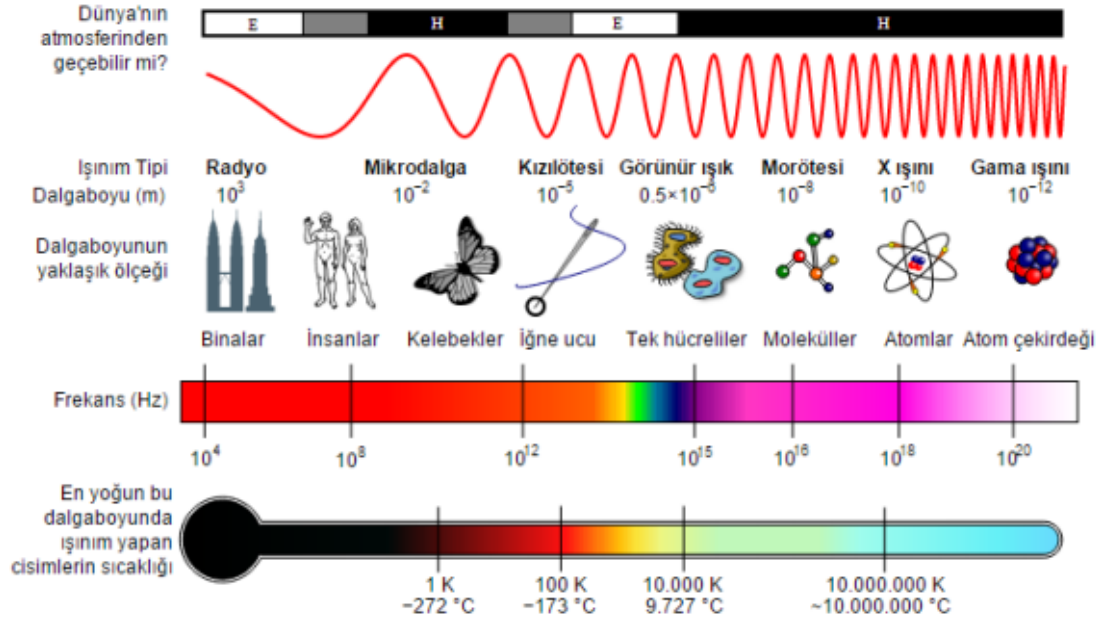 Dünya'nın
atmosferinden
geçebilir mi?
E H E H
Işınım Tipi Radyo Mikrodalga Kızılötesi Görünür ışık Morötesi X ışını Gama ışını
Dalgaboyu (m) 10³ 10⁻² 10⁻⁵ 0.5×10⁻⁶ 10⁻⁸ 10⁻¹⁰ 10⁻¹²
Dalgaboyunun
yaklaşık ölçeği
Binalar İnsanlar Kelebekler İğne ucu Tek hücreliler Moleküller Atomlar Atom çekirdeği
Frekans (Hz)
10⁴ 10⁸ 10¹² 10¹⁵ 10¹⁶ 10¹⁸ 10²⁰
En yoğun bu
dalgaboyunda
ışınım yapan
cisimlerin sıcaklığı
1 K 100 K 10.000 K 10.000.000 K
−272 °C −173 °C 9.727 °C ~10.000.000 °C